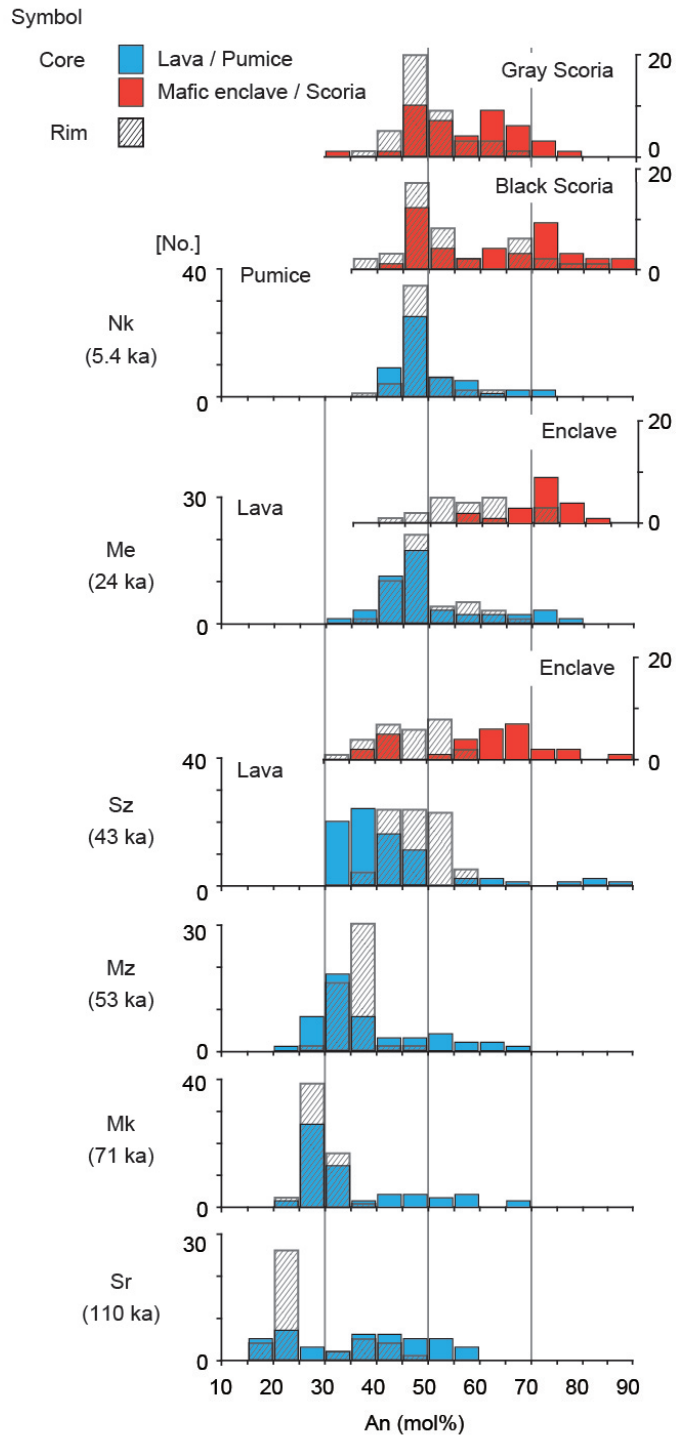 Symbol
Core
Lava / Pumice
Mafic enclave / Scoria
Rim
Gray Scoria
20
10
0
Black Scoria
20
10
0
[No.]
Nk
(5.4 ka)
Pumice
40
0
Enclave
20
0
Me
(24 ka)
Lava
30
0
Enclave
20
0
Sz
(43 ka)
Lava
40
0
Mz
(53 ka)
30
0
Mk
(71 ka)
40
0
Sr
(110 ka)
30
0
10 20 30 40 50 60 70 80 90
An (mol%)